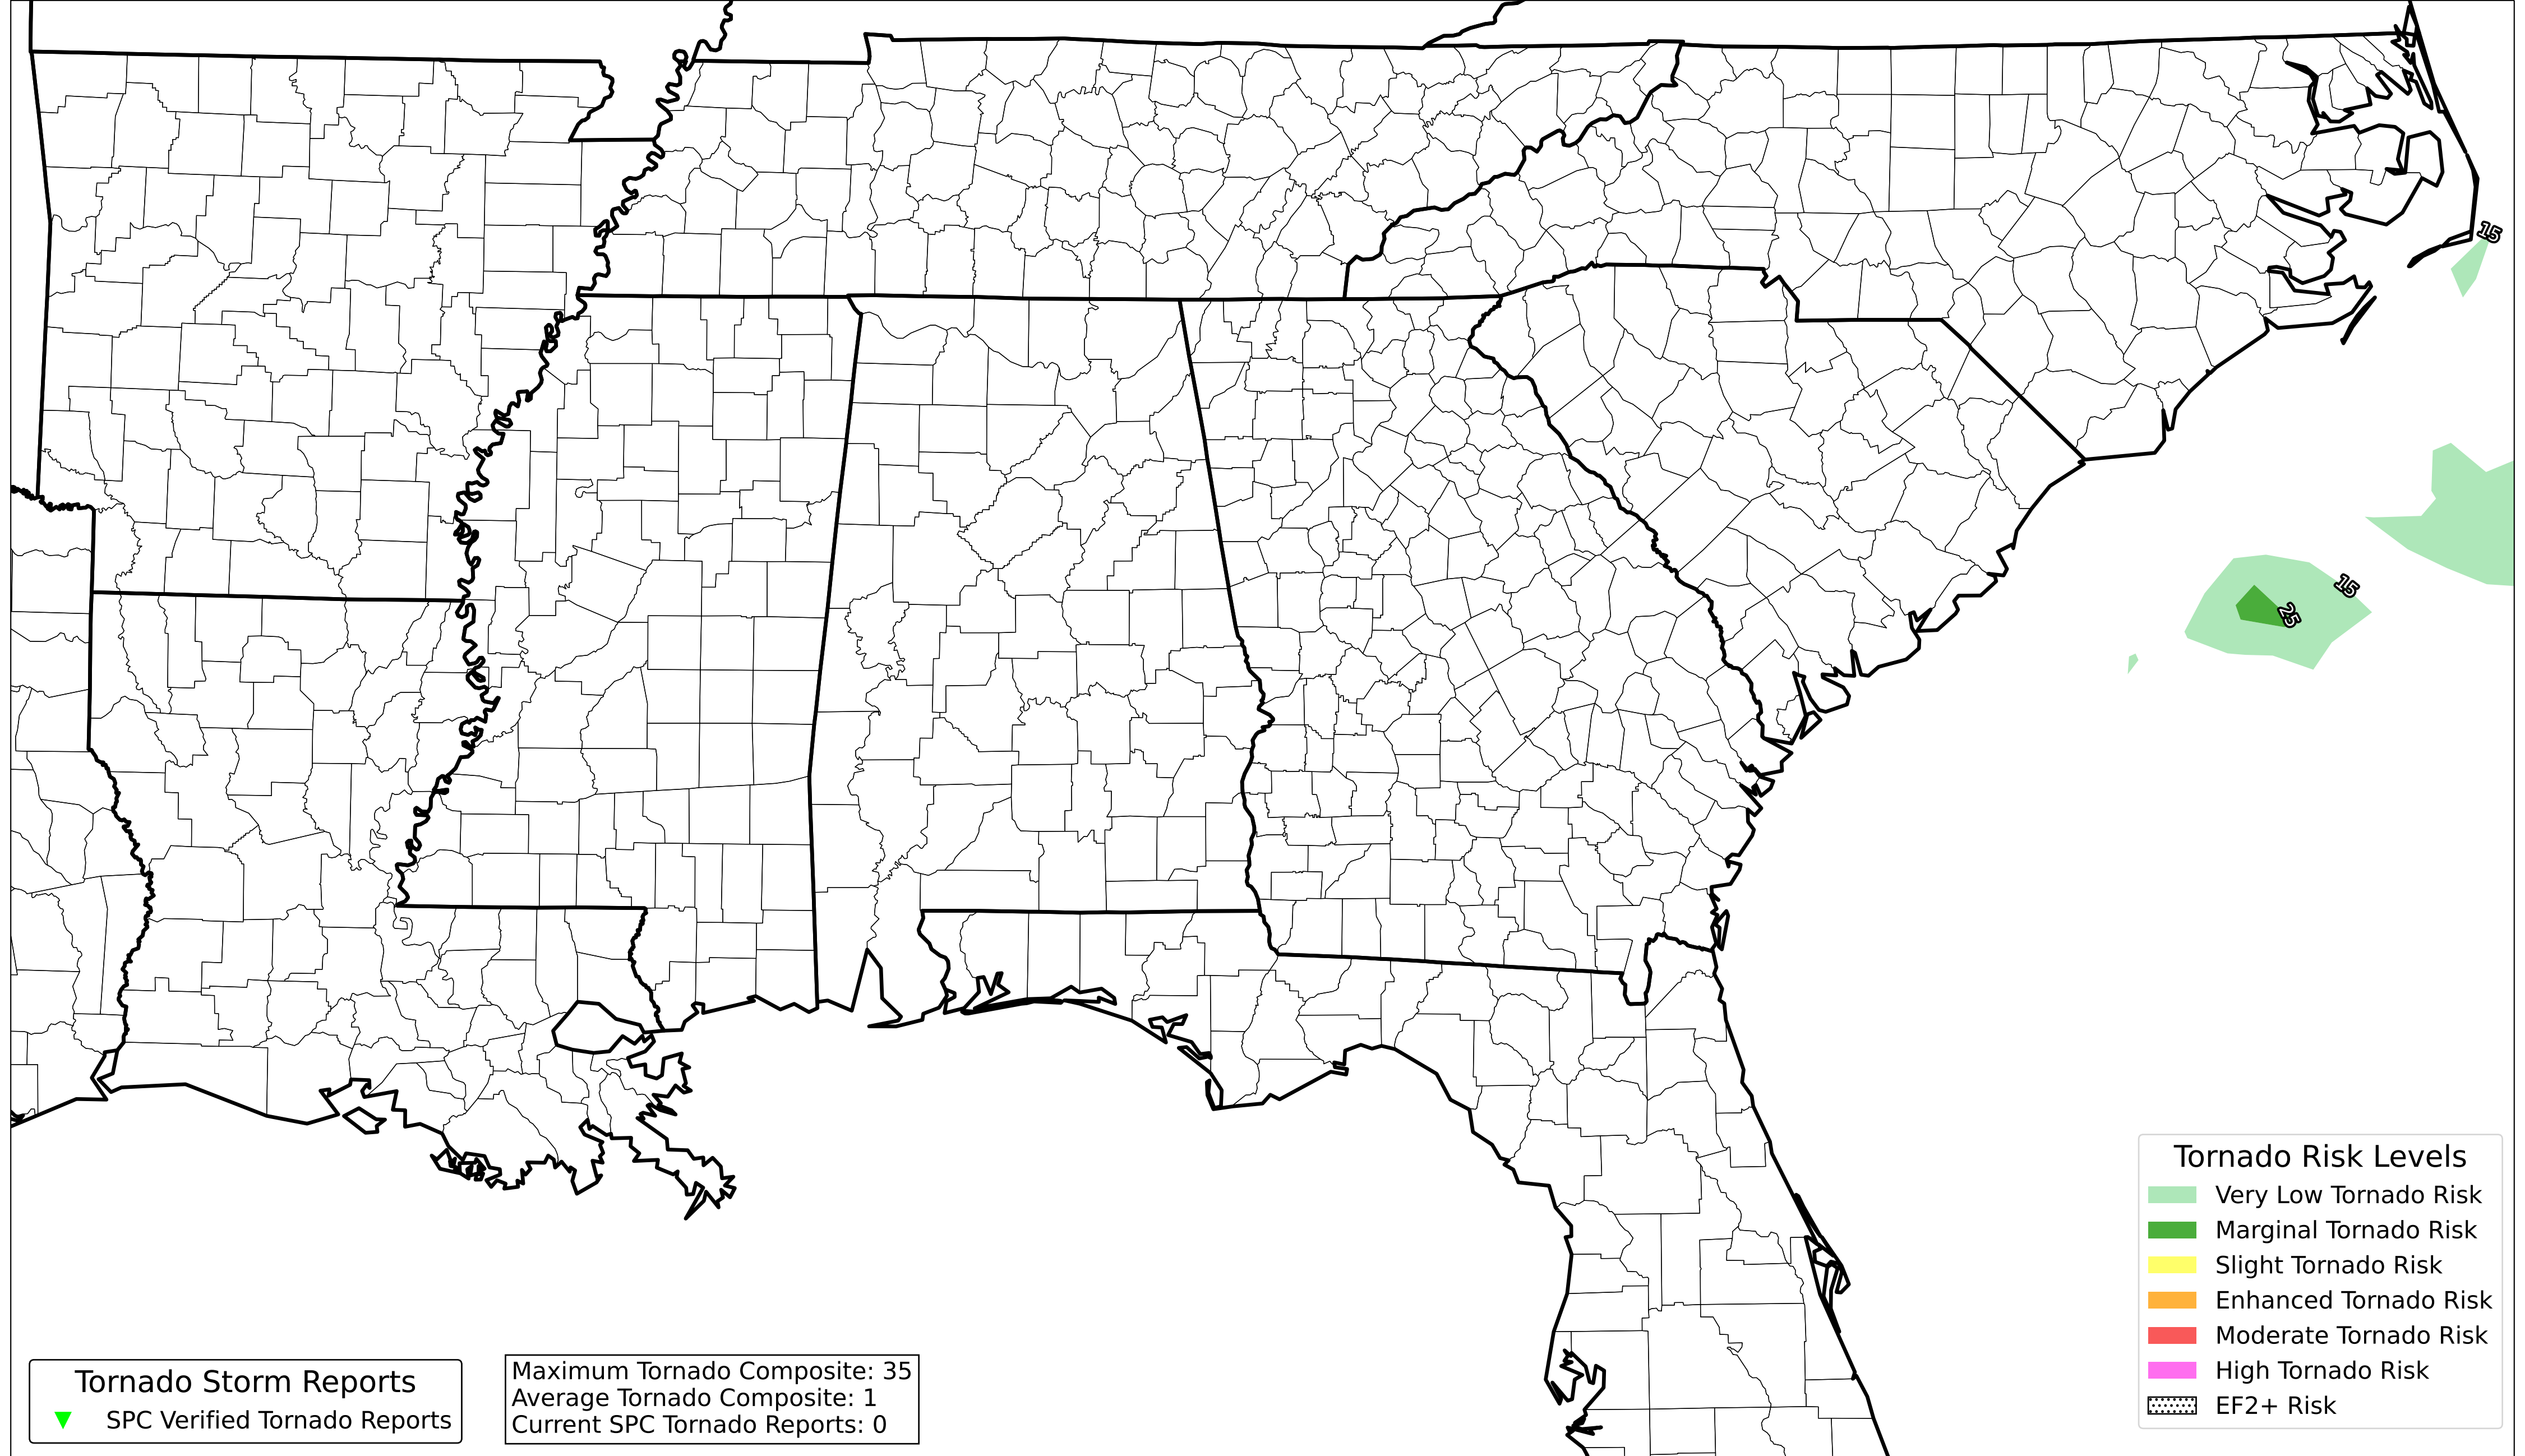 15
15
25
Tornado Risk Levels
Very Low Tornado Risk
Marginal Tornado Risk
Slight Tornado Risk
Enhanced Tornado Risk
Moderate Tornado Risk
High Tornado Risk
EF2+ Risk
Tornado Storm Reports
SPC Verified Tornado Reports
Maximum Tornado Composite: 35
Average Tornado Composite: 1
Current SPC Tornado Reports: 0